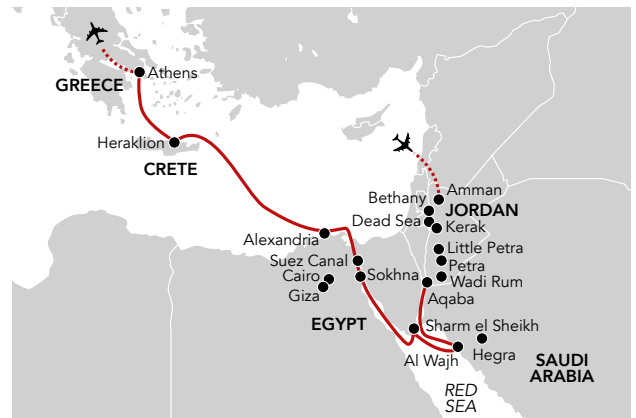 Athens
GREECE
Heraklion
CRETE
Amman
Bethany
JORDAN
Dead Sea
Kerak
Alexandria
Little Petra
Suez Canal
Petra
Cairo
Sokhna
Wadi Rum
Giza
Aqaba
EGYPT
Sharm el Sheikh
Al Wajh
Hegra
SAUDI
ARABIA
RED
SEA